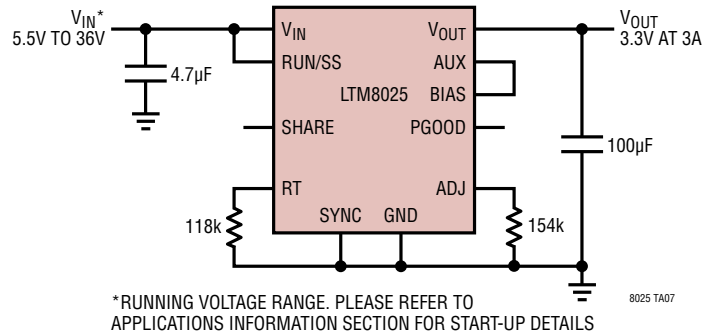 VIN*
5.5V TO 36V
4.7µF
VIN
VOUT
RUN/SS
AUX
LTM8025
BIAS
SHARE
PGOOD
RT
ADJ
SYNC
GND
VOUT
3.3V AT 3A
100µF
118k
154k
*RUNNING VOLTAGE RANGE. PLEASE REFER TO
APPLICATIONS INFORMATION SECTION FOR START-UP DETAILS
8025 TA07